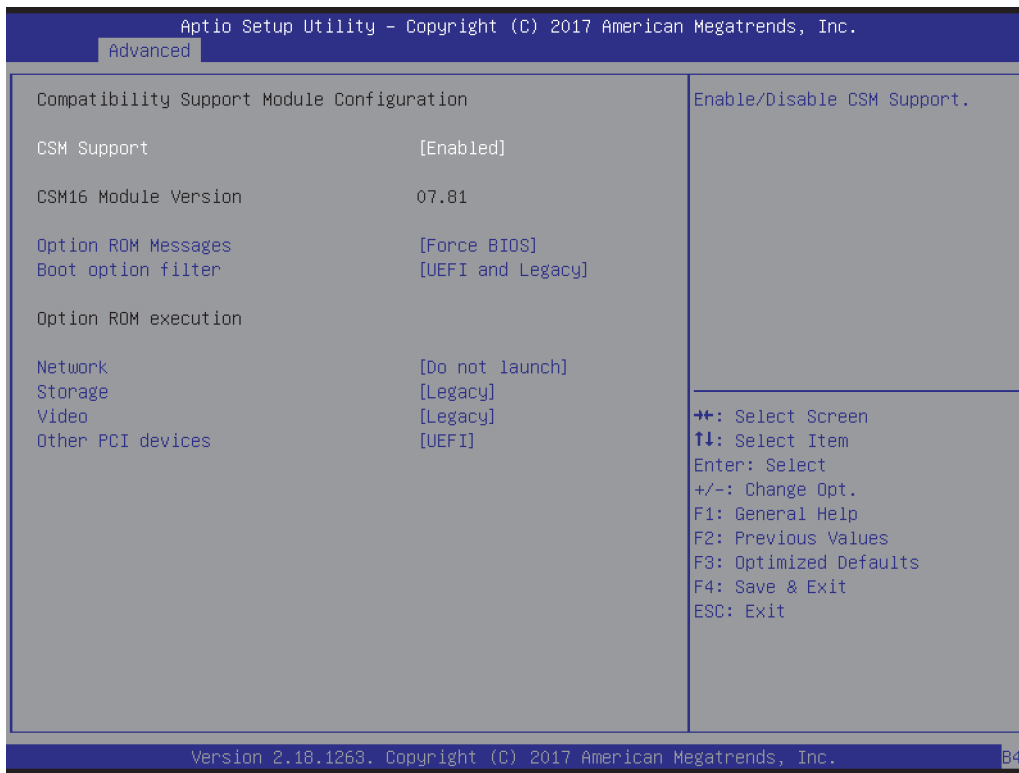 Aptio Setup Utility – Copyright (C) 2017 American Megatrends, Inc.
Advanced
Compatibility Support Module Configuration
CSM Support [Enabled]
CSM16 Module Version 07.81
Option ROM Messages [Force BIOS]
Boot option filter [UEFI and Legacy]
Option ROM execution
Network [Do not launch]
Storage [Legacy]
Video [Legacy]
Other PCI devices [UEFI]
Enable/Disable CSM Support.
→←: Select Screen
↑↓: Select Item
Enter: Select
+/-: Change Opt.
F1: General Help
F2: Previous Values
F3: Optimized Defaults
F4: Save & Exit
ESC: Exit
Version 2.18.1263. Copyright (C) 2017 American Megatrends, Inc.
B4